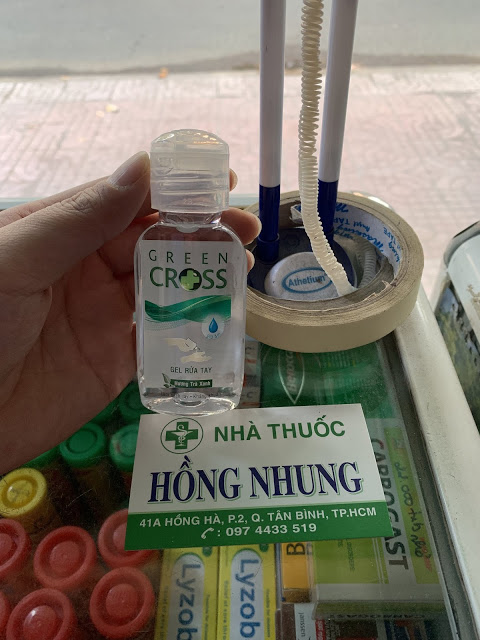 GREEN
CROSS
GEL RỬA TAY
Hương Trà Xanh
NHÀ THUỐC
HỒNG NHUNG
41A HỒNG HÀ, P.2, Q. TÂN BÌNH, TP.HCM
: 097 4433 519
CARBOCAST
Lyzob
Lyzob